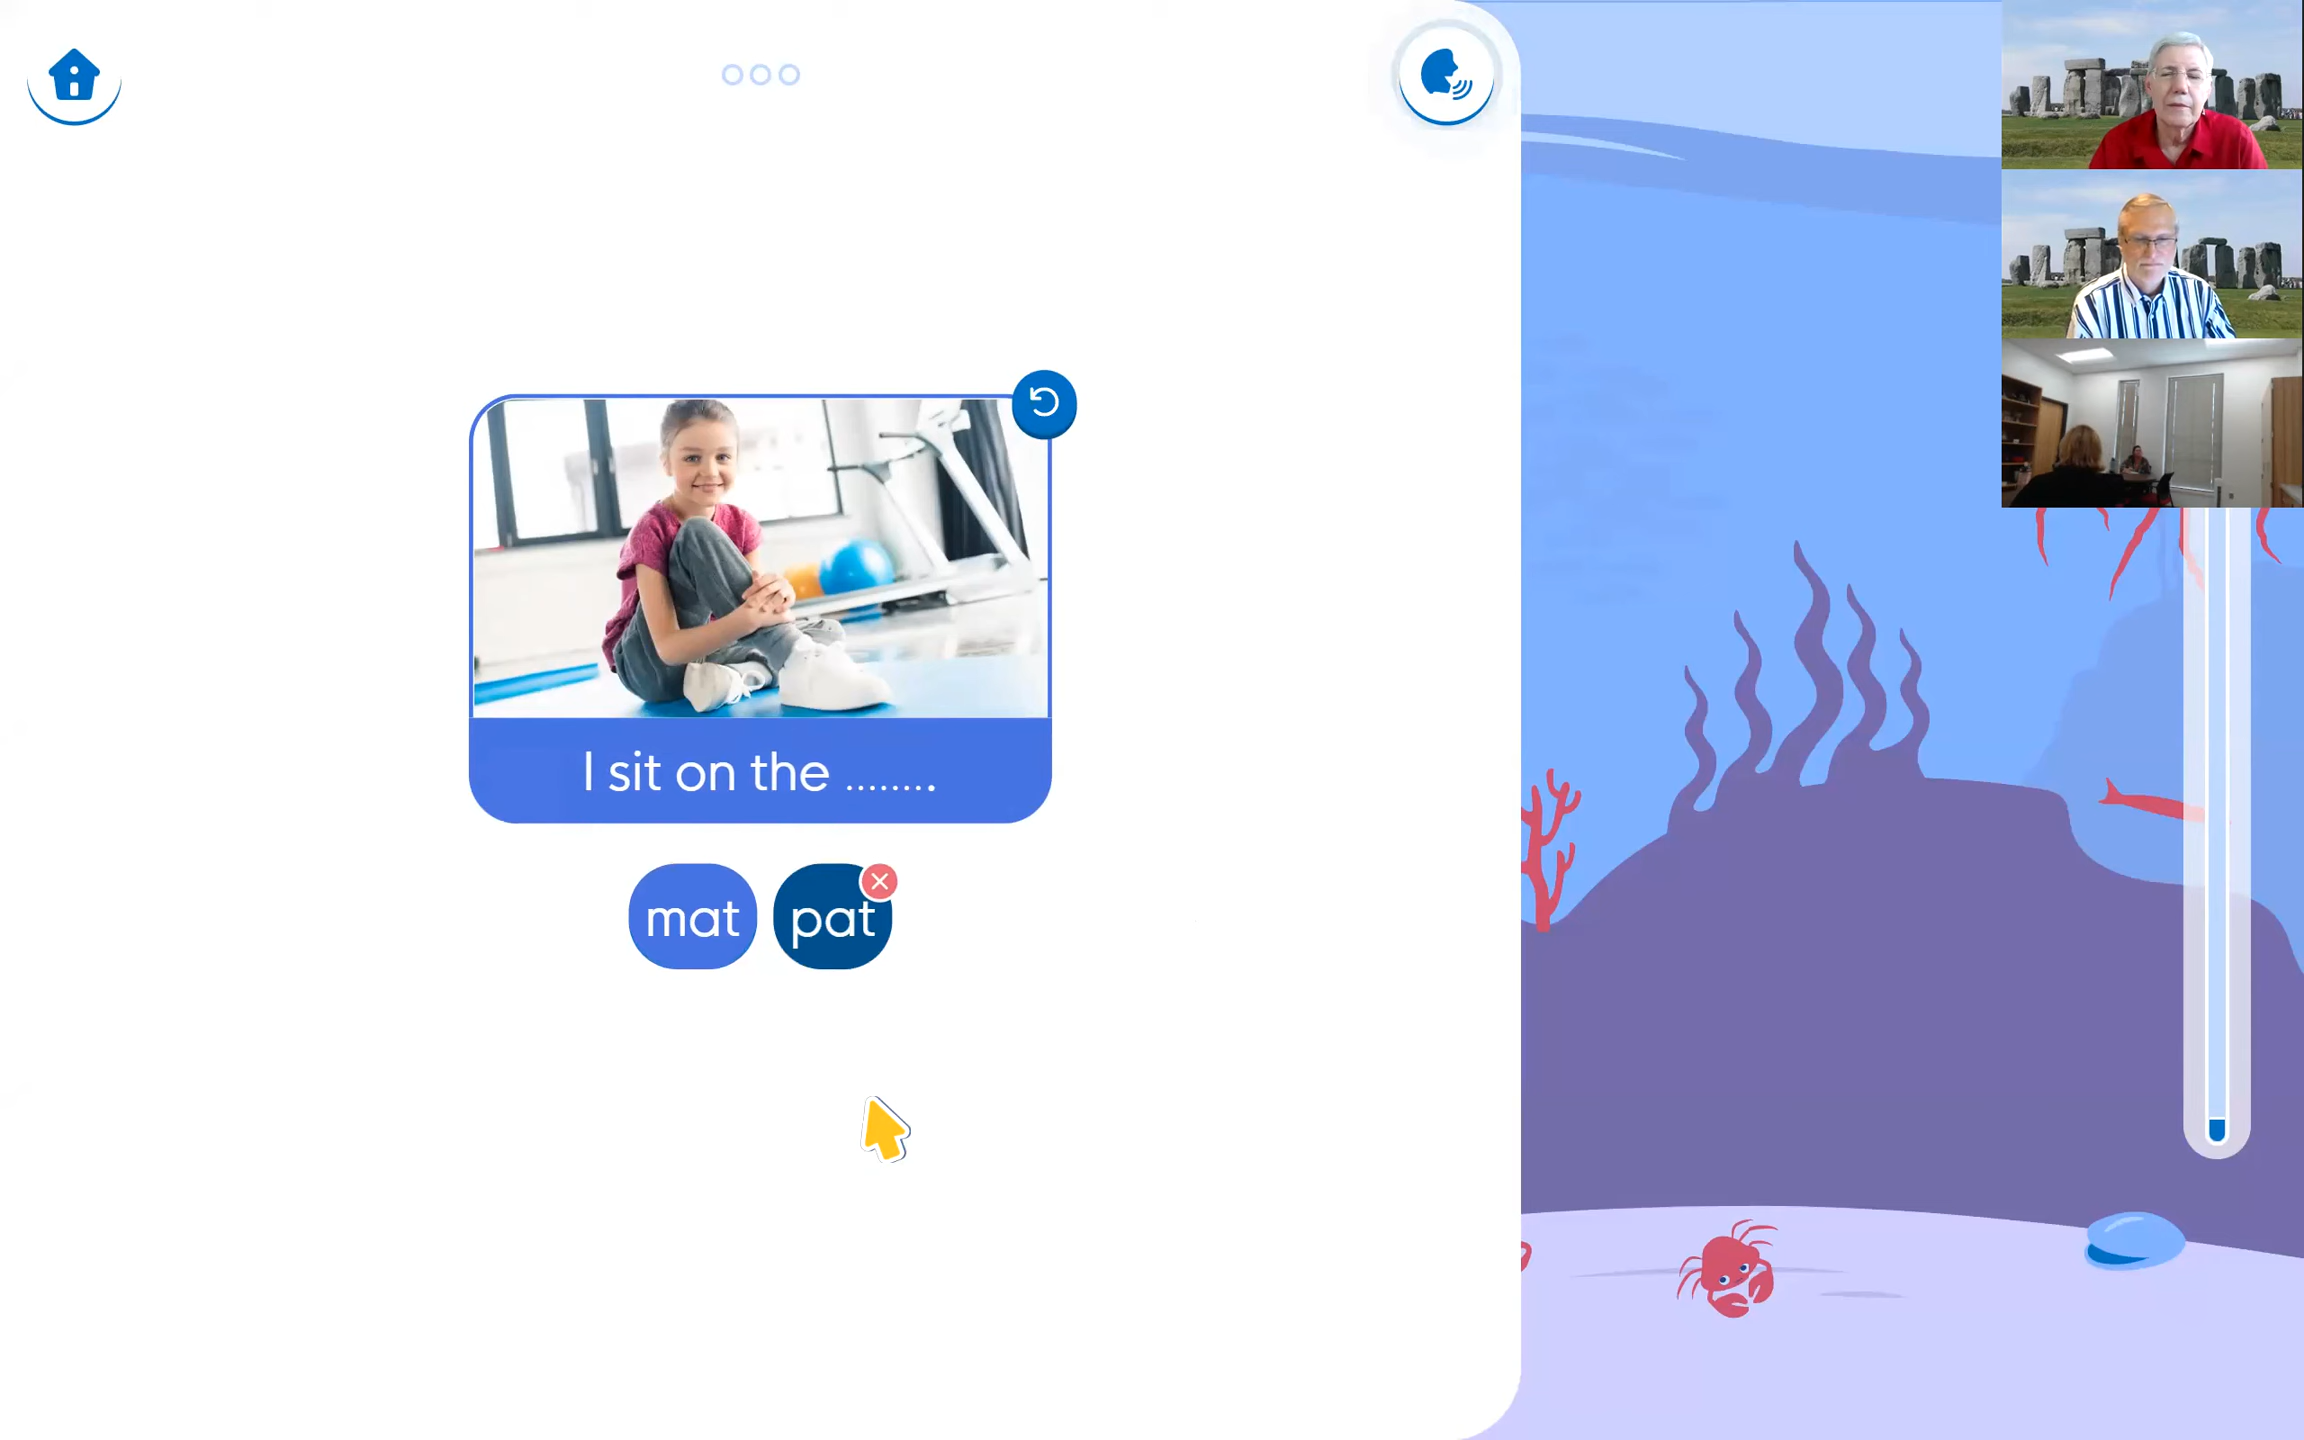 I sit on the ........
mat
pat